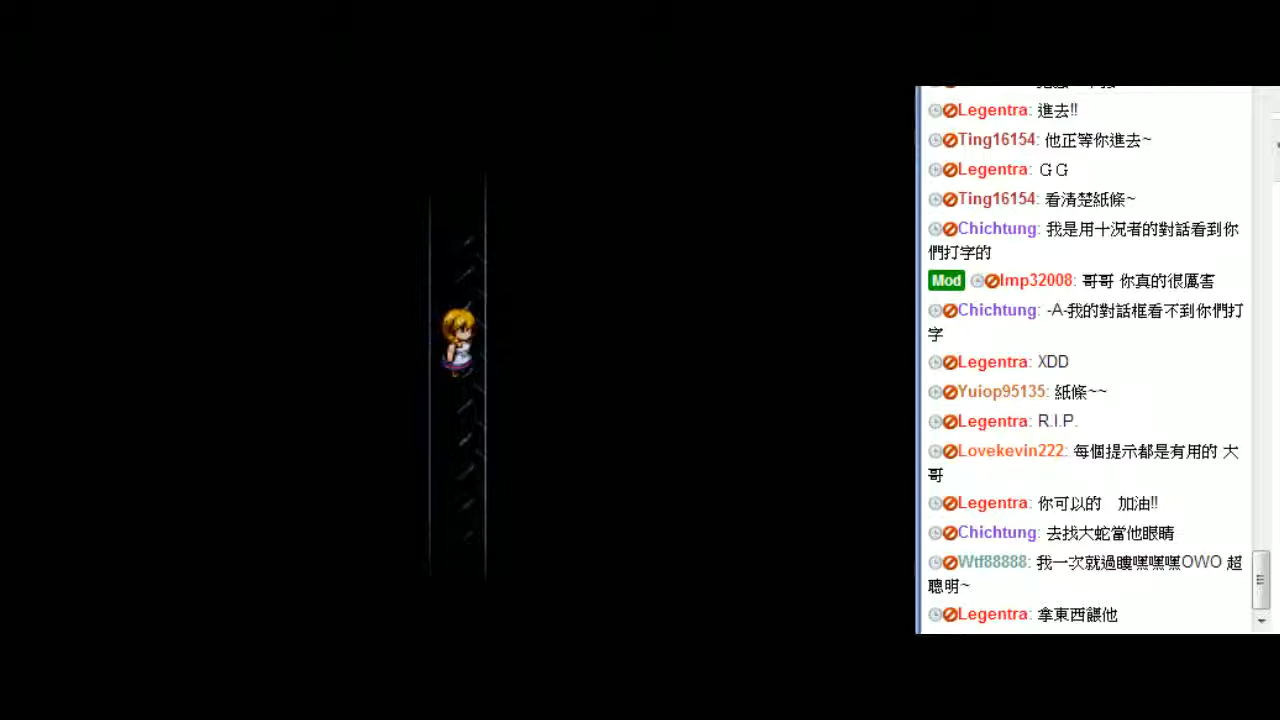 Legentra: 進去!!
Ting16154: 他正等你進去~
Legentra: G G
Ting16154: 看清楚紙條~
Chichtung: 我是用十況者的對話看到你
們打字的
Mod Imp32008: 哥哥 你真的很厲害
Chichtung: -A-我的對話框看不到你們打
字
Legentra: XDD
Yuiop95135: 紙條~~
Legentra: R.I.P.
Lovekevin222: 每個提示都是有用的 大
哥
Legentra: 你可以的　加油!!
Chichtung: 去找大蛇當他眼睛
Wtf88888: 我一次就過瞜嘿嘿嘿OWO 超
聰明~
Legentra: 拿東西餵他